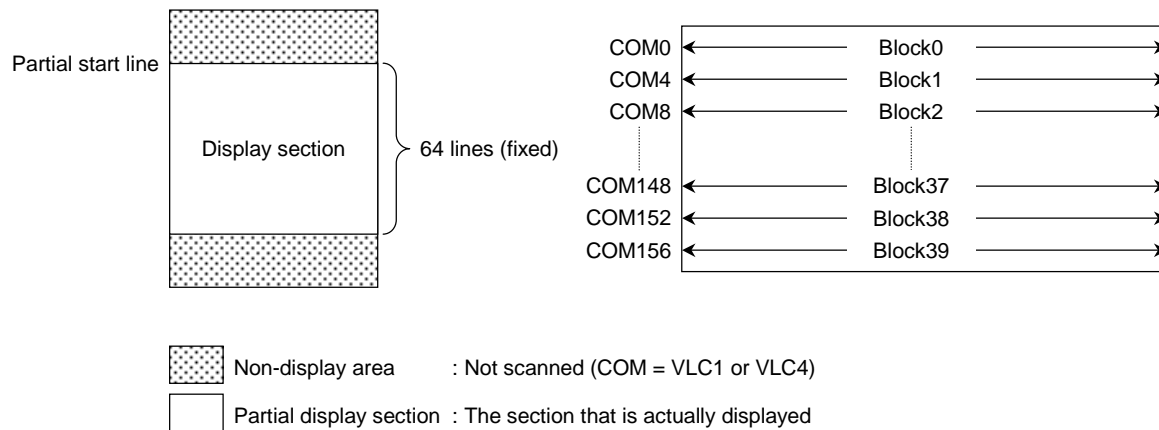 Partial start line
Display section
64 lines (fixed)
COM0 Block0
COM4 Block1
COM8 Block2
COM148 Block37
COM152 Block38
COM156 Block39
Non-display area : Not scanned (COM = VLC1 or VLC4)
Partial display section : The section that is actually displayed